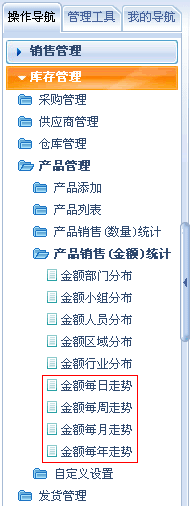 操作导航 管理工具 我的导航
销售管理
库存管理
采购管理
供应商管理
仓库管理
产品管理
产品添加
产品列表
产品销售(数量)统计
产品销售(金额)统计
金额部门分布
金额小组分布
金额人员分布
金额区域分布
金额行业分布
金额每日走势
金额每周走势
金额每月走势
金额每年走势
自定义设置
发货管理